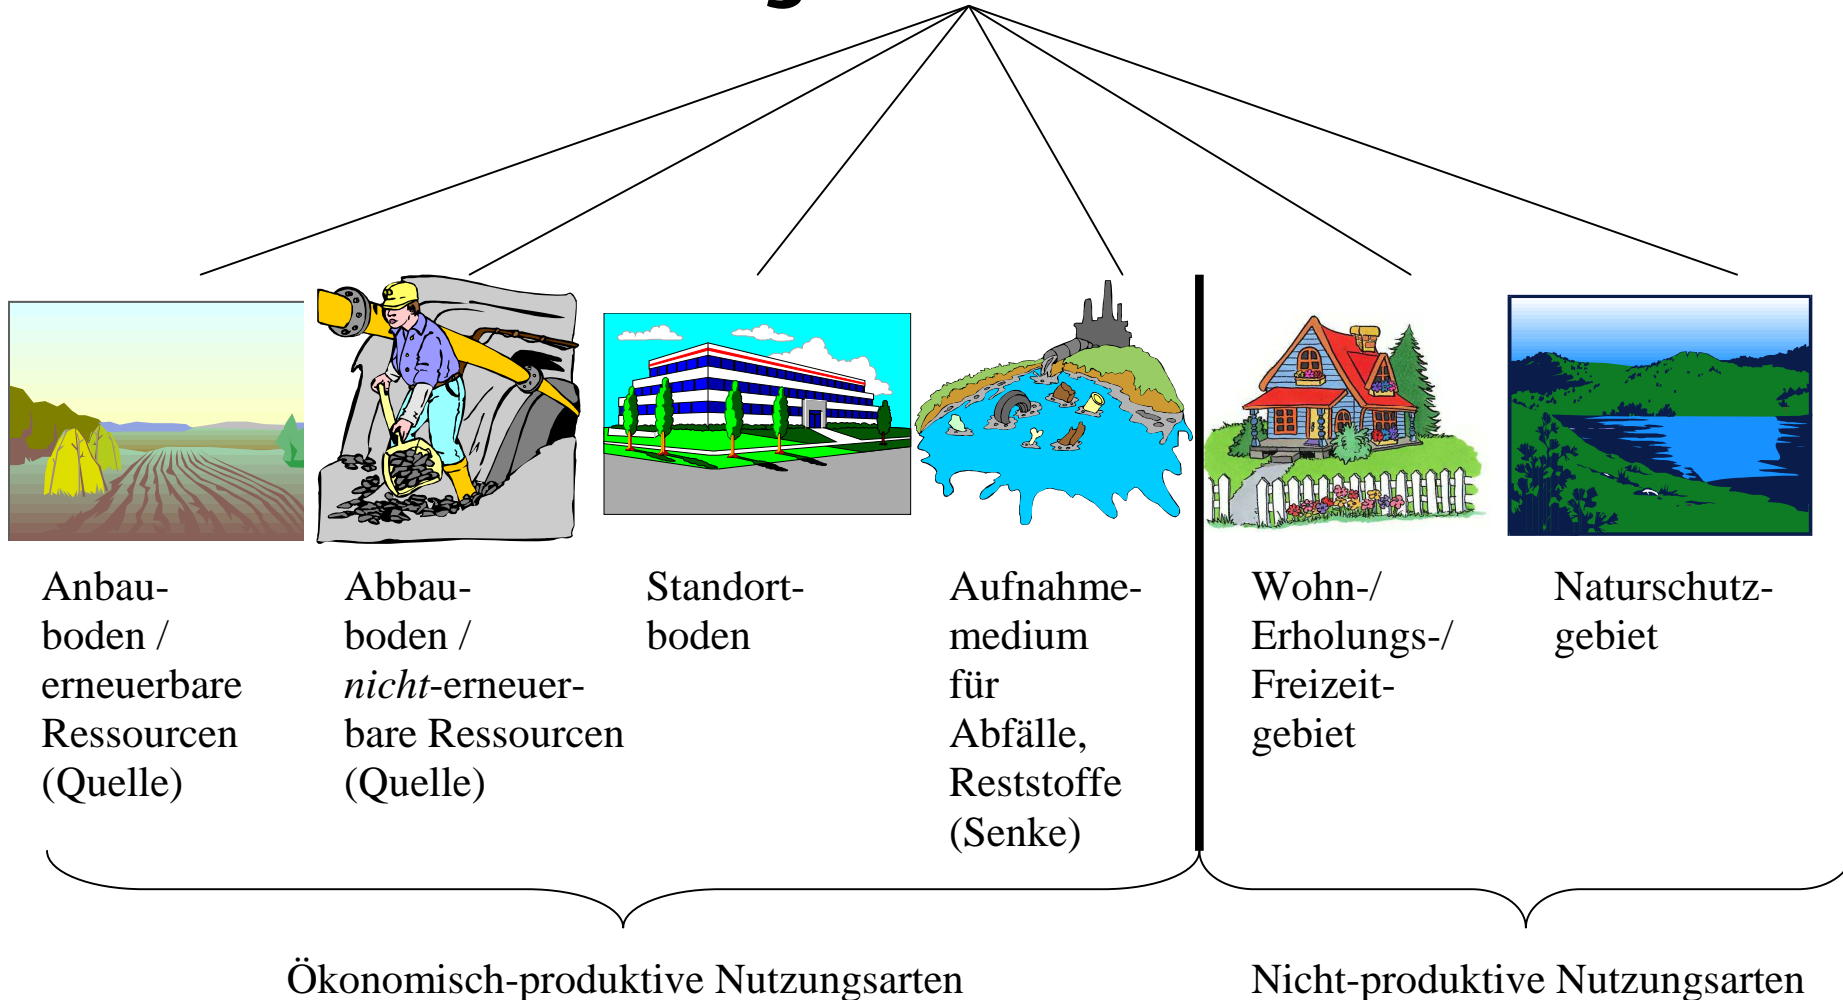 Anbau-
boden /
erneuerbare
Ressourcen
(Quelle)
Abbau-
boden /
nicht-erneuer-
bare Ressourcen
(Quelle)
Standort-
boden
Aufnahme-
medium
für
Abfälle,
Reststoffe
(Senke)
Wohn-/
Erholungs-/
Freizeit-
gebiet
Naturschutz-
gebiet
Ökonomisch-produktive Nutzungsarten
Nicht-produktive Nutzungsarten